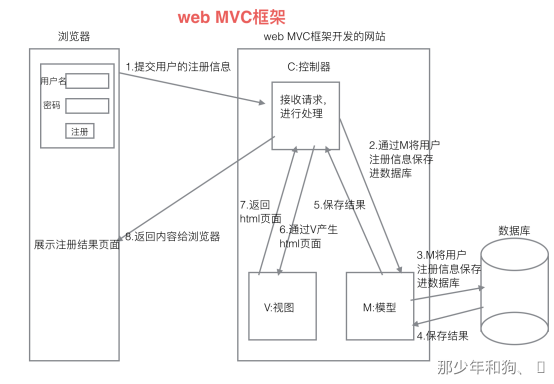 web MVC框架
浏览器
web MVC框架开发的网站
1.提交用户的注册信息
C:控制器
用户名
密码
注册
接收请求,
进行处理
2.通过M将用户
注册信息保存
进数据库
7.返回
html页面
5.保存结果
6.通过V产生
html页面
8.返回内容给浏览器
展示注册结果页面
数据库
3.M将用户
注册信息保存
进数据库
V:视图
M:模型
4.保存结果
那少年和狗、